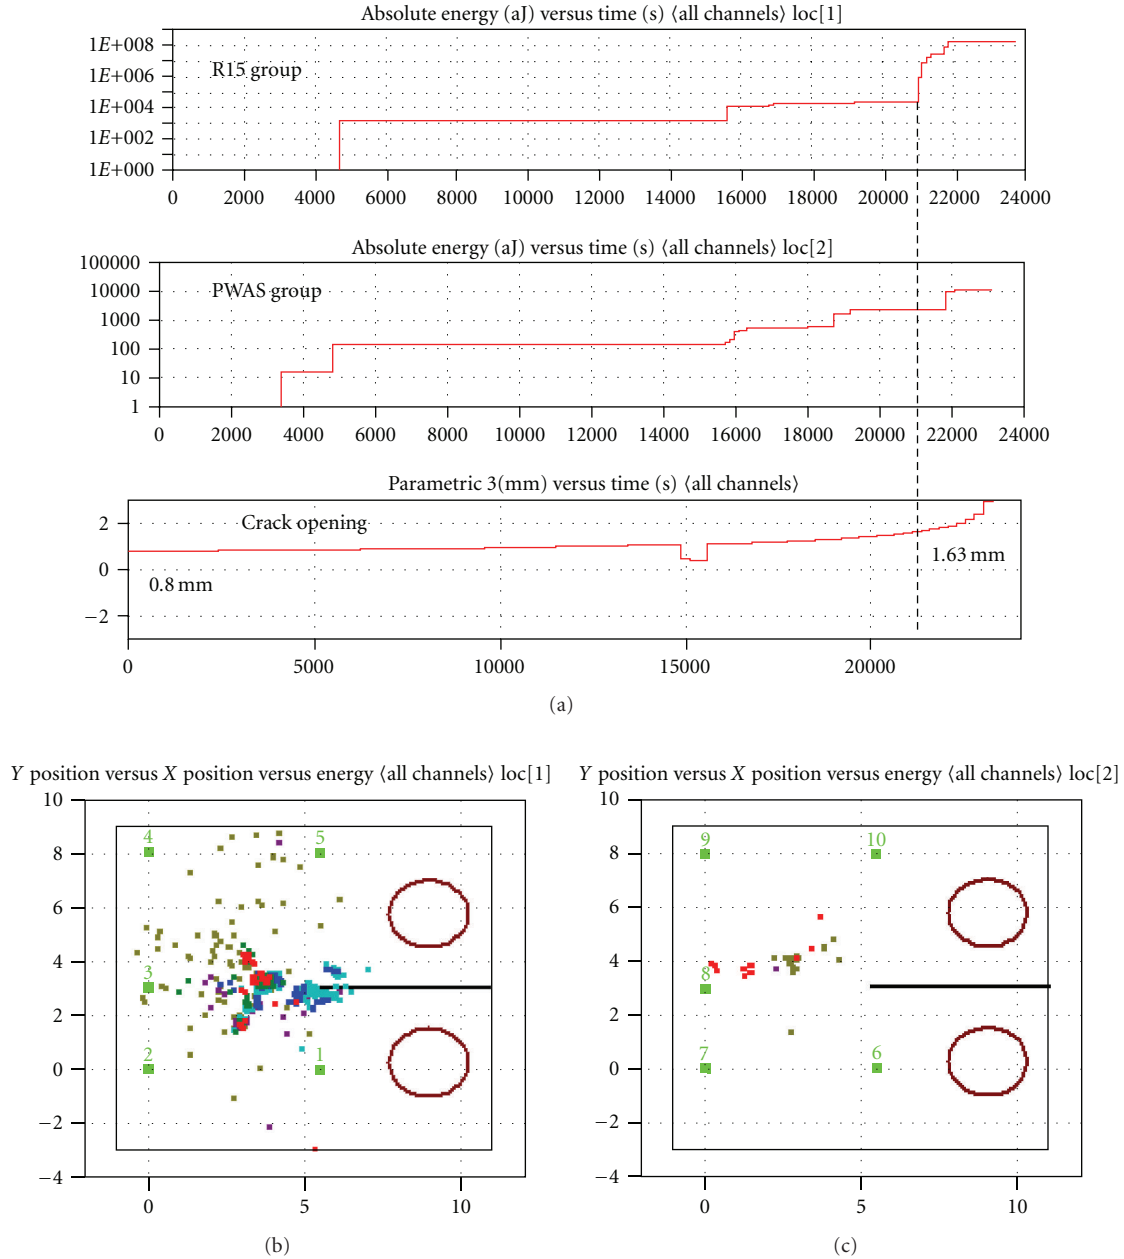 Absolute energy (aJ) versus time (s) ⟨all channels⟩ loc[1]
1E+008
1E+006
1E+004
1E+002
1E+000
R15 group
0 2000 4000 6000 8000 10000 12000 14000 16000 18000 20000 22000 24000
Absolute energy (aJ) versus time (s) ⟨all channels⟩ loc[2]
100000
10000
1000
100
10
1
PWAS group
0 2000 4000 6000 8000 10000 12000 14000 16000 18000 20000 22000 24000
Parametric 3(mm) versus time (s) ⟨all channels⟩
2
0
−2
Crack opening
0.8 mm
1.63 mm
0 5000 10000 15000 20000
(a)
Y position versus X position versus energy ⟨all channels⟩ loc[1]
10
8
6
4
2
0
−2
−4
4 5
3
2 1
0 5 10
(b)
Y position versus X position versus energy ⟨all channels⟩ loc[2]
10
8
6
4
2
0
−2
−4
9 10
8
7 6
0 5 10
(c)